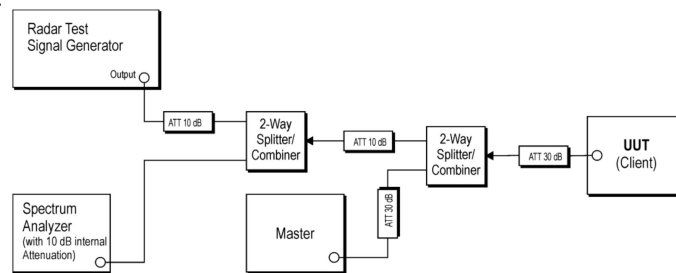 Radar Test
Signal Generator
Output
ATT 10 dB
2-Way
Splitter/
Combiner
ATT 10 dB
2-Way
Splitter/
Combiner
ATT 30 dB
UUT
(Client)
Spectrum
Analyzer
(with 10 dB internal
Attenuation)
Master
ATT 30 dB